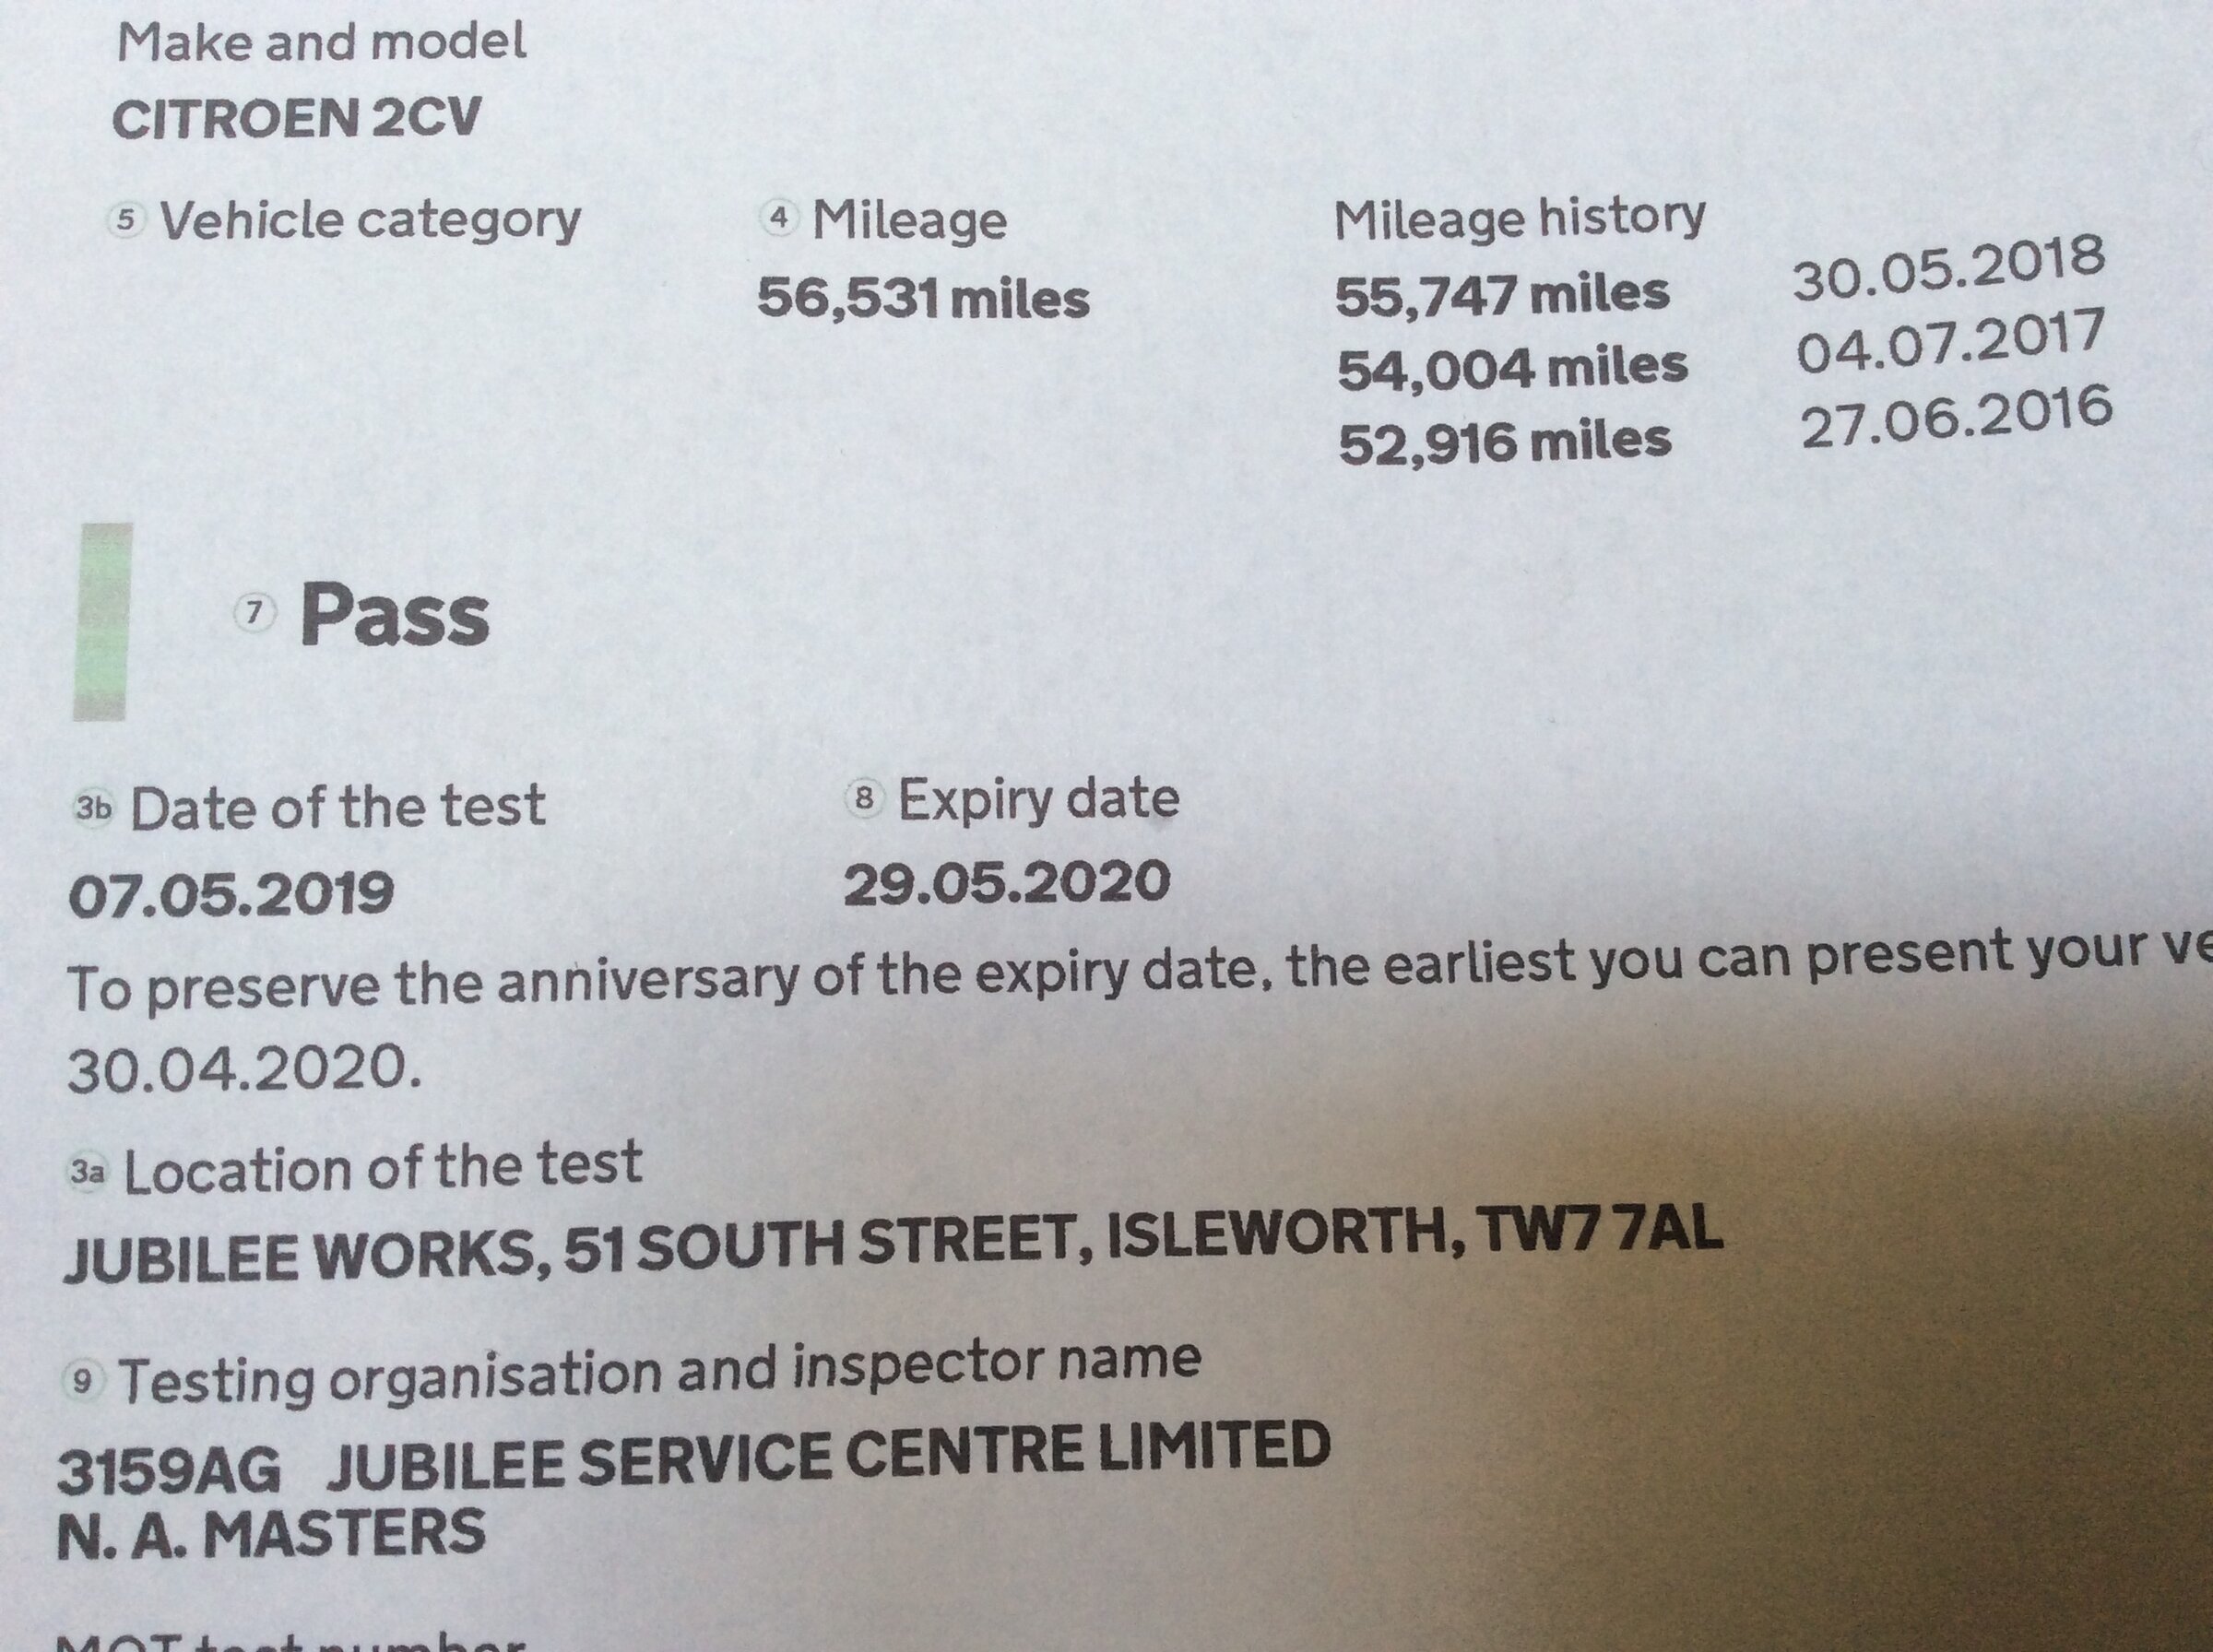 Make and model
CITROEN 2CV
5 Vehicle category
4 Mileage
56,531 miles
Mileage history
55,747 miles 30.05.2018
54,004 miles 04.07.2017
52,916 miles 27.06.2016
7 Pass
3b Date of the test
07.05.2019
8 Expiry date
29.05.2020
To preserve the anniversary of the expiry date, the earliest you can present your ve
30.04.2020.
3a Location of the test
JUBILEE WORKS, 51 SOUTH STREET, ISLEWORTH, TW7 7AL
9 Testing organisation and inspector name
3159AG JUBILEE SERVICE CENTRE LIMITED
N. A. MASTERS
MOT test number